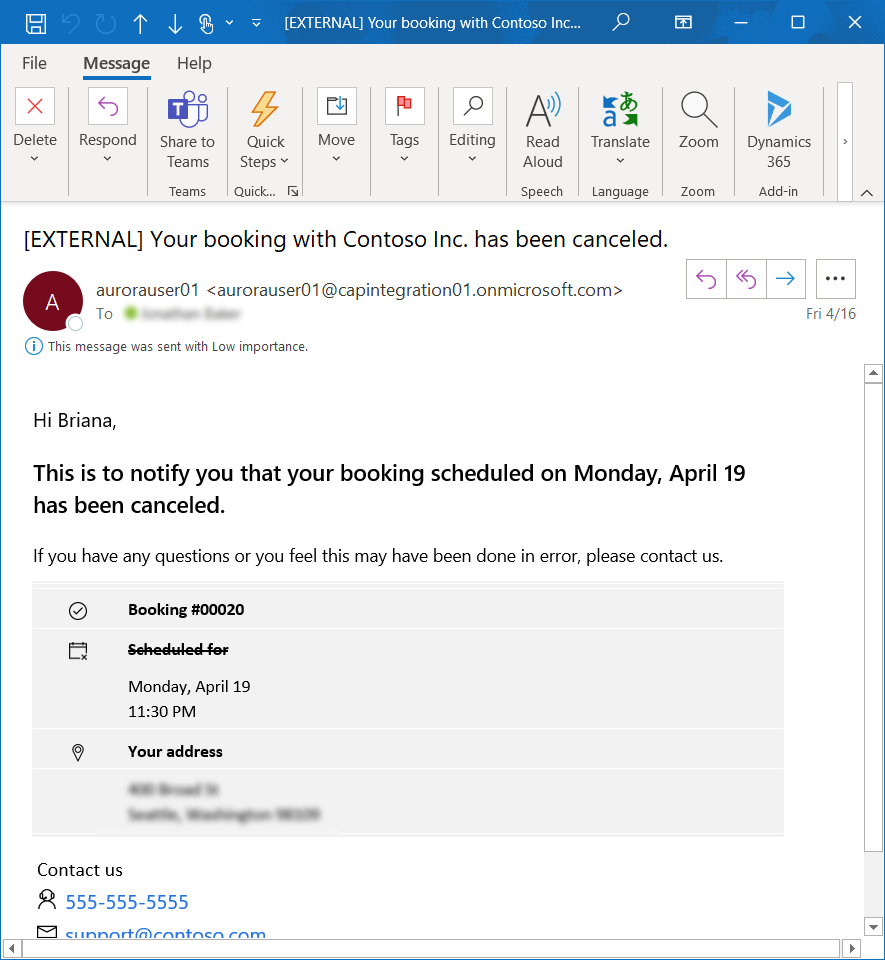 [EXTERNAL] Your booking with Contoso Inc...
File Message Help
Delete
Respond
Share to Teams
Quick Steps
Move
Tags
Editing
Read Aloud
Translate
Zoom
Dynamics 365
Teams
Quick...
Speech
Language
Zoom
Add-in
[EXTERNAL] Your booking with Contoso Inc. has been canceled.
A
aurorauser01 <aurorauser01@capintegration01.onmicrosoft.com>
To
Fri 4/16
This message was sent with Low importance.
Hi Briana,
This is to notify you that your booking scheduled on Monday, April 19
has been canceled.
If you have any questions or you feel this may have been done in error, please contact us.
Booking #00020
Scheduled for
Monday, April 19
11:30 PM
Your address
Contact us
555-555-5555
support@contoso.com